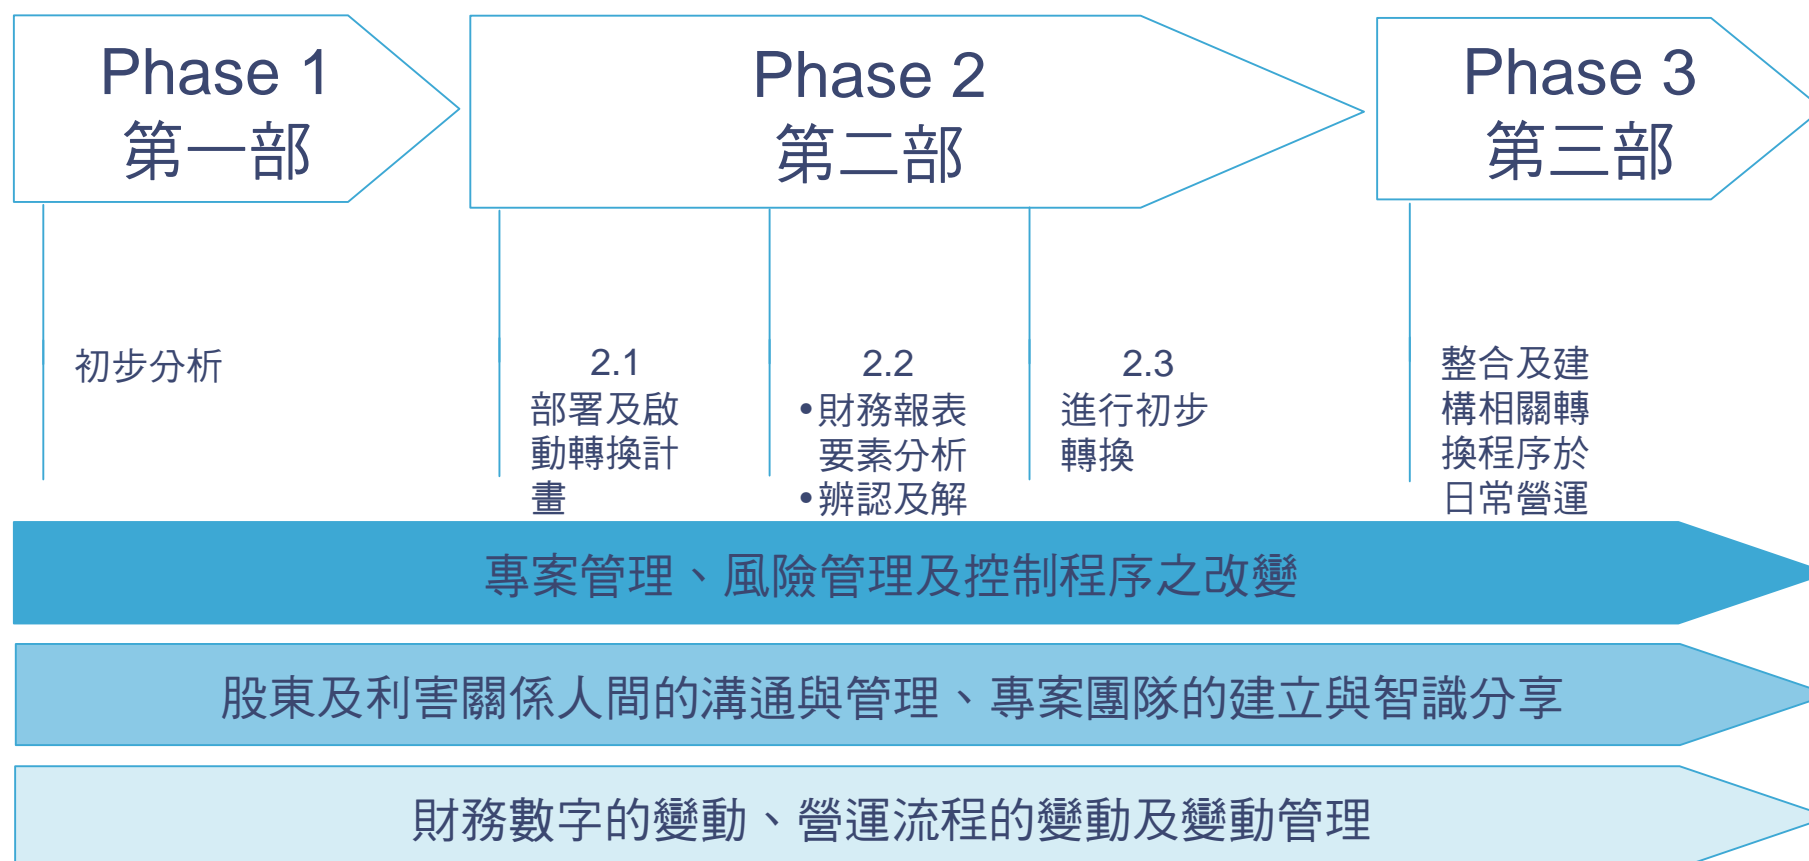 Phase 1
第一部
Phase 2
第二部
Phase 3
第三部
初步分析
2.1
部署及啟
動轉換計
畫
2.2
•財務報表
要素分析
•辨認及解
2.3
進行初步
轉換
整合及建
構相關轉
換程序於
日常營運
專案管理、風險管理及控制程序之改變
股東及利害關係人間的溝通與管理、專案團隊的建立與智識分享
財務數字的變動、營運流程的變動及變動管理